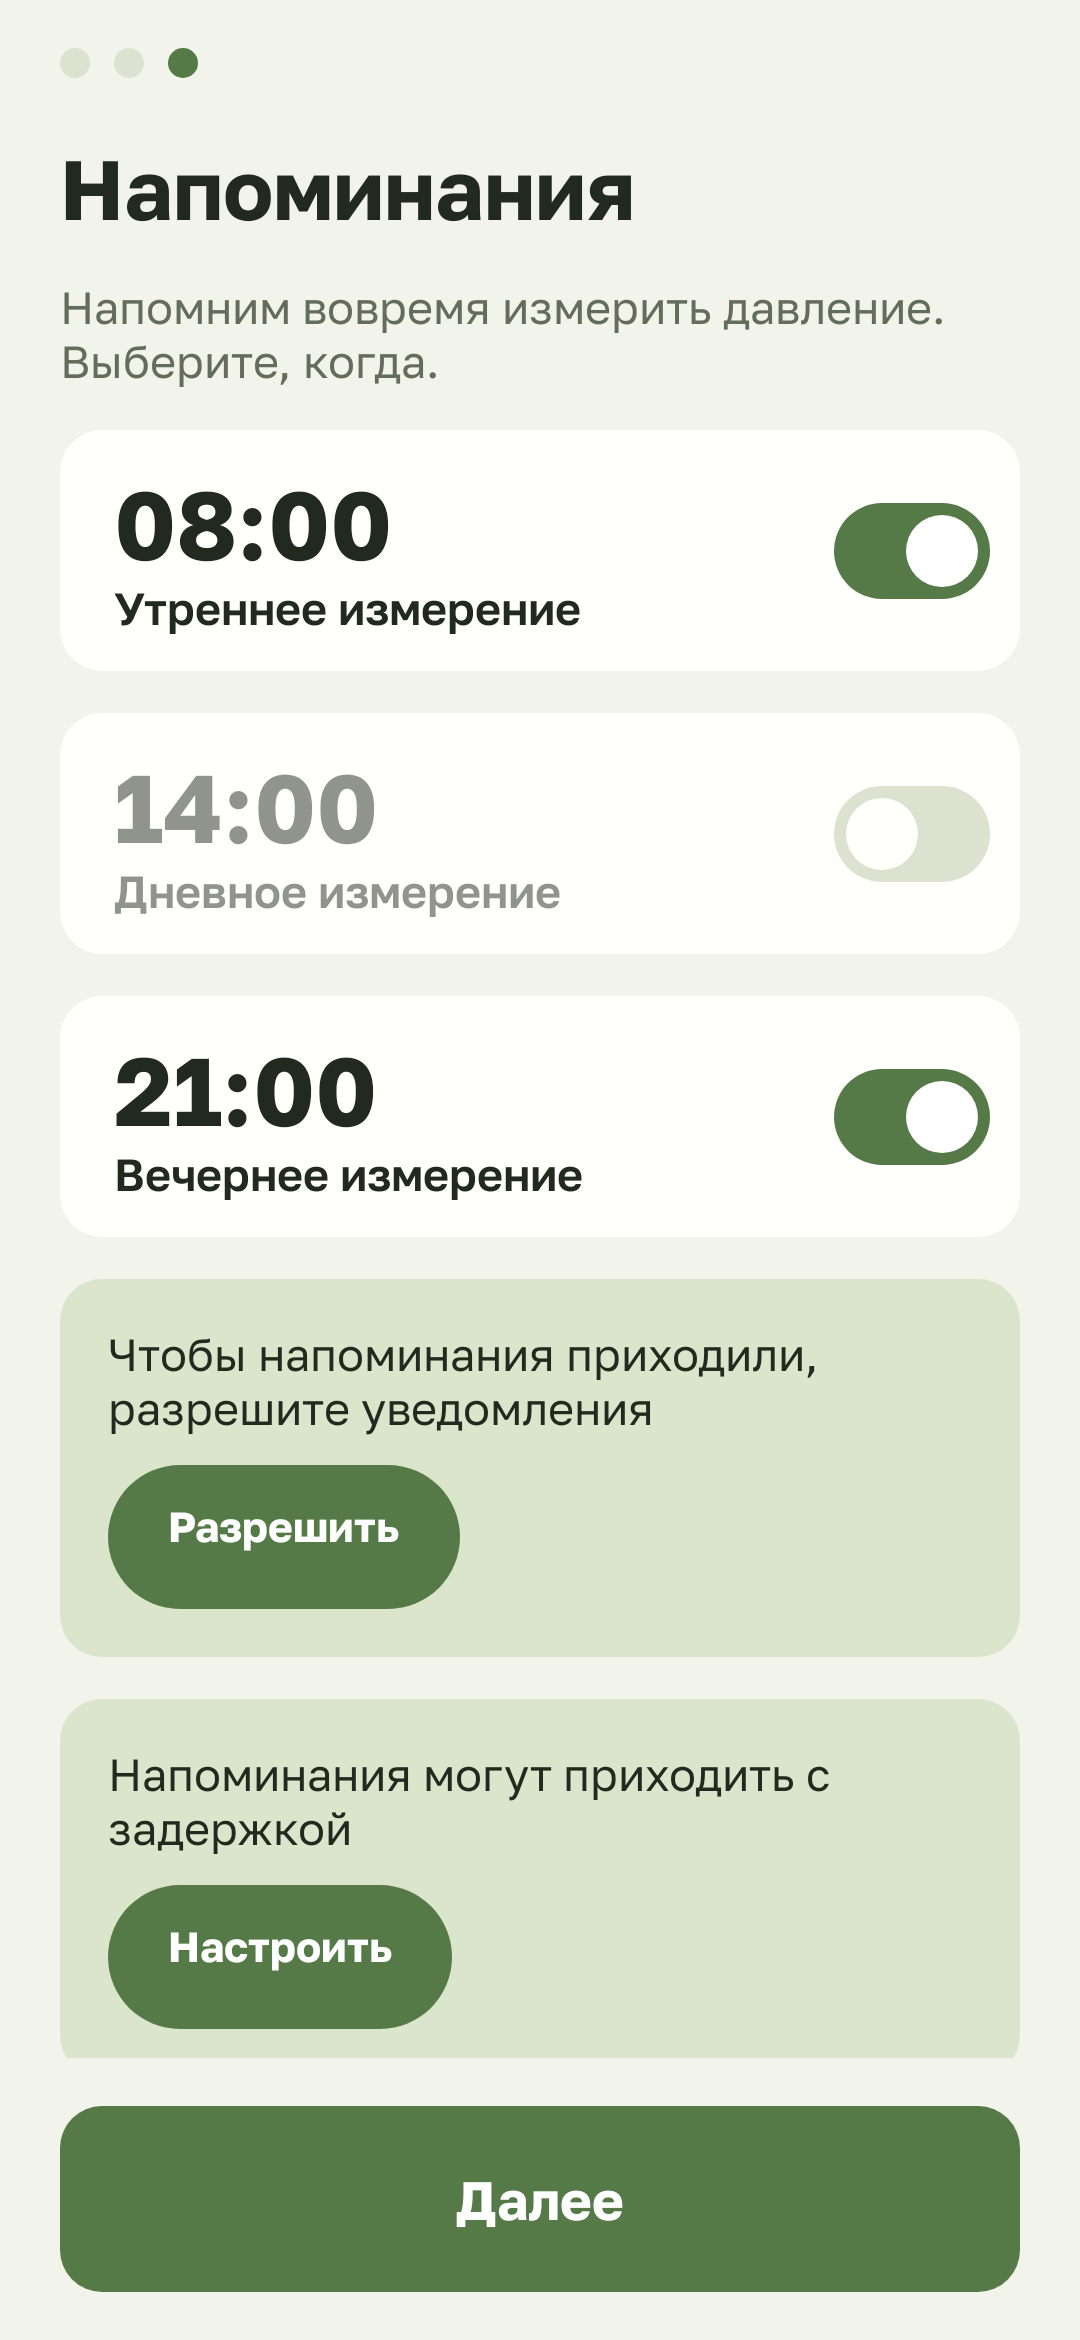 Напоминания
Напомним вовремя измерить давление.
Выберите, когда.
08:00
Утреннее измерение
14:00
Дневное измерение
21:00
Вечернее измерение
Чтобы напоминания приходили,
разрешите уведомления
Разрешить
Напоминания могут приходить с
задержкой
Настроить
Далее